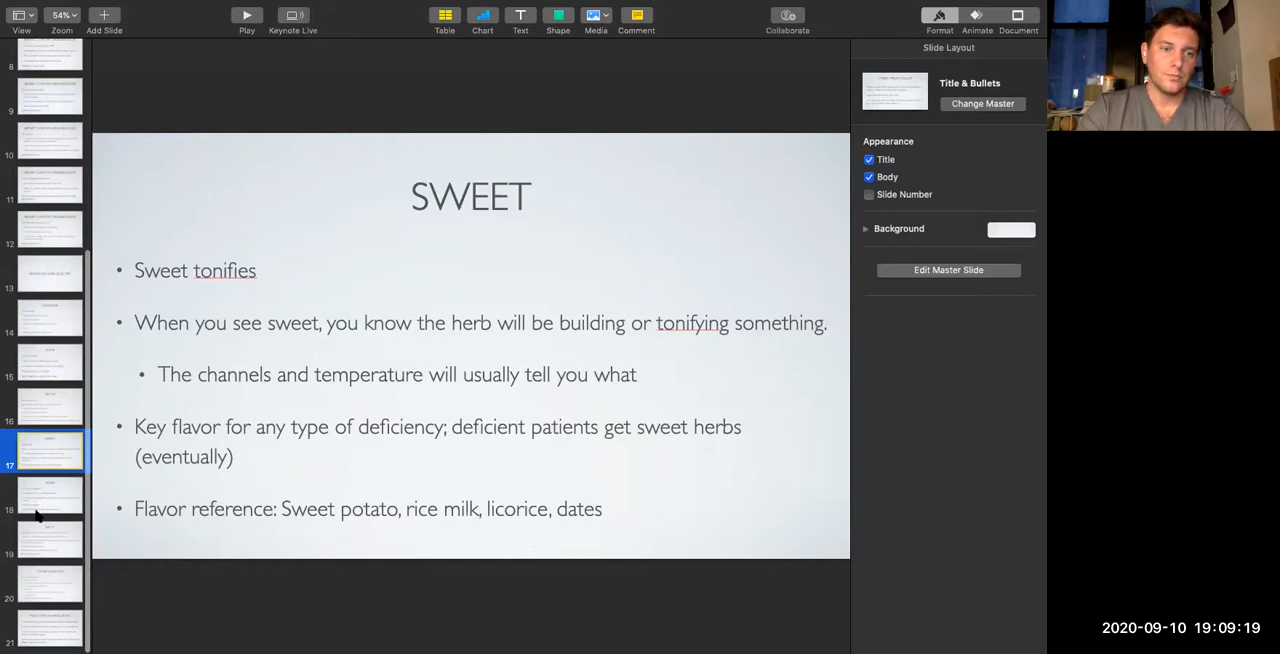 View
54%
Zoom
Add Slide
Play
Keynote Live
Table
Chart
Text
Shape
Media
Comment
Collaborate
Format
Animate
Document
Slide Layout
Title & Bullets
Change Master
Appearance
Title
Body
Slide Number
Background
Edit Master Slide
8
9
10
11
12
13
14
15
16
17
18
19
20
21
SWEET
• Sweet tonifies
• When you see sweet, you know the herb will be building or tonifying something.
• The channels and temperature will usually tell you what
• Key flavor for any type of deficiency; deficient patients get sweet herbs
(eventually)
• Flavor reference: Sweet potato, rice milk, licorice, dates
2020-09-10 19:09:19